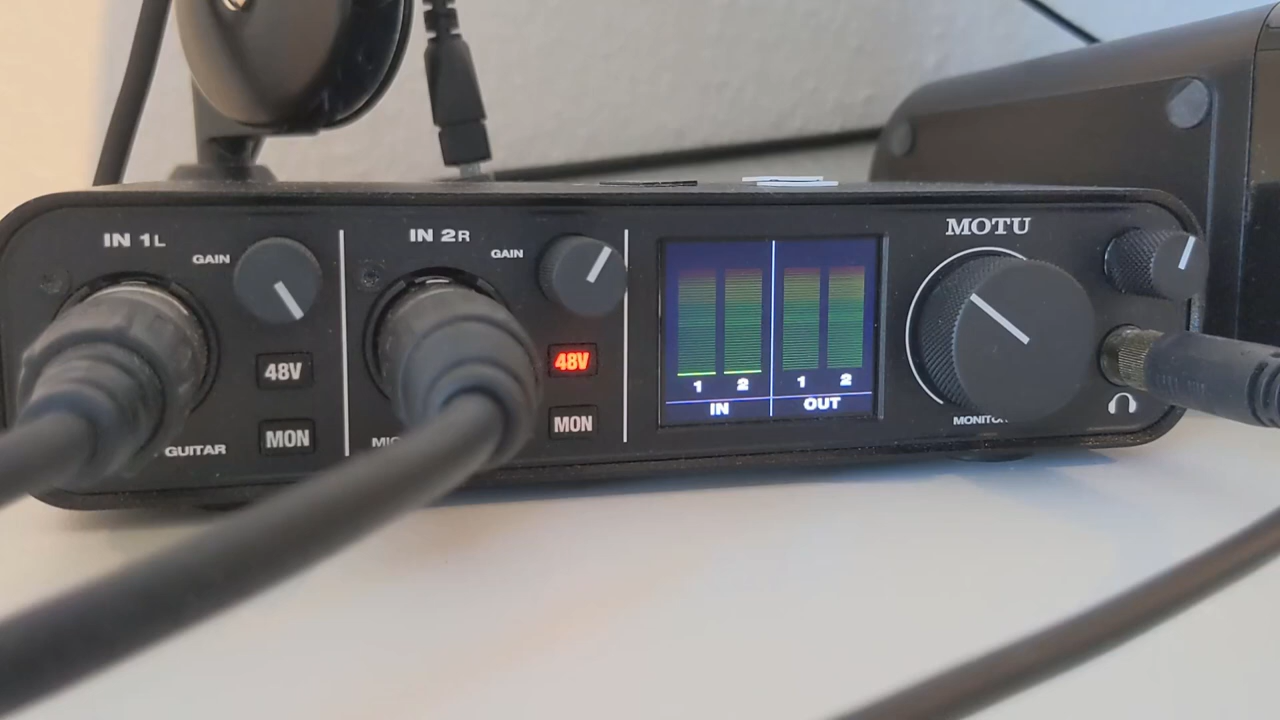 IN 1L
GAIN
48V
MON
GUITAR
IN 2R
GAIN
48V
MON
1 2
IN
1 2
OUT
MOTU